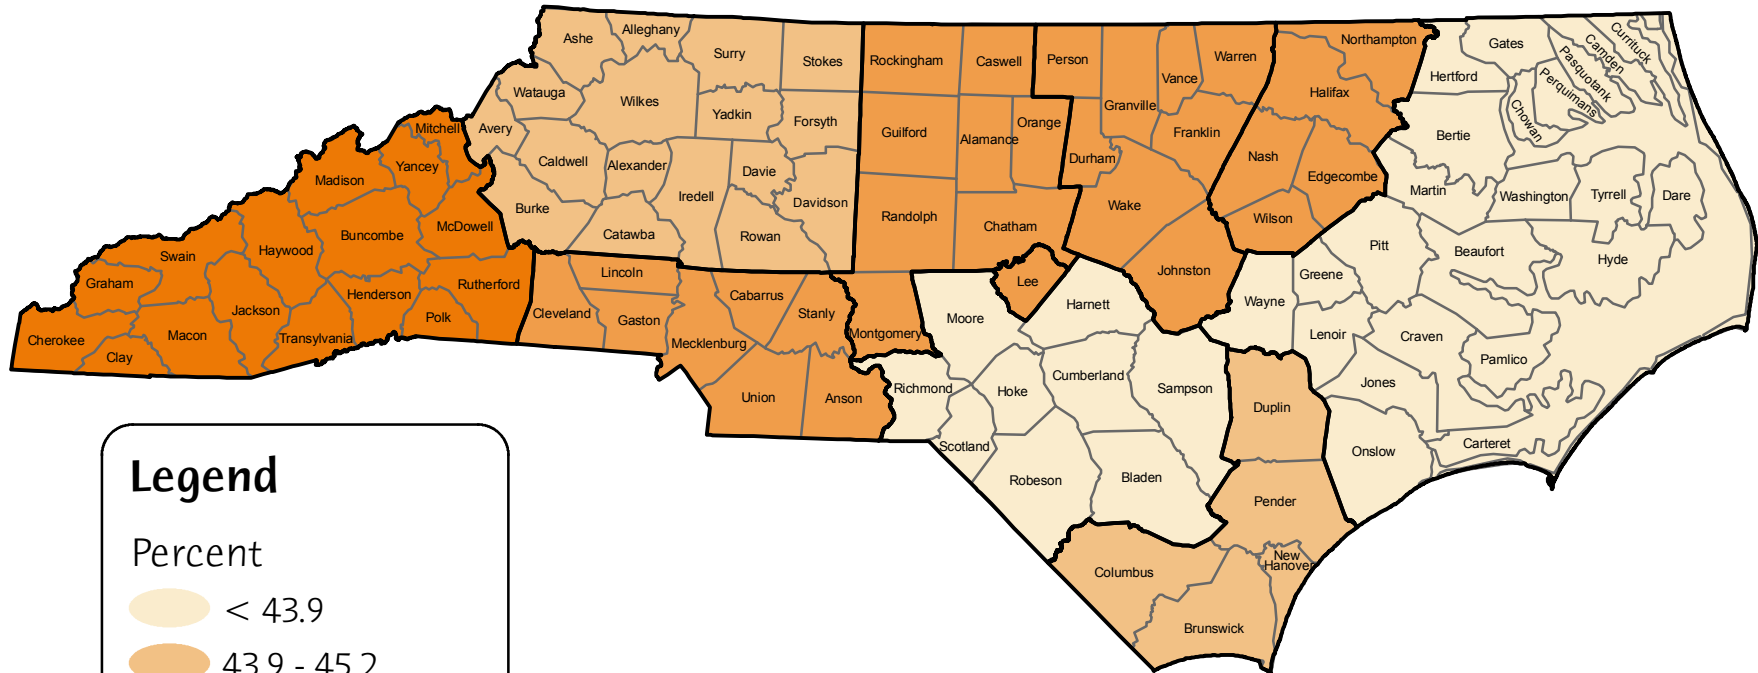 Ashe
Alleghany
Surry
Stokes
Rockingham
Caswell
Person
Vance
Warren
Northampton
Gates
Currituck
Camden
Pasquotank
Perquimans
Chowan
Hertford
Watauga
Wilkes
Yadkin
Forsyth
Guilford
Alamance
Orange
Granville
Franklin
Halifax
Bertie
Mitchell
Avery
Yancey
Caldwell
Alexander
Iredell
Davie
Davidson
Durham
Nash
Edgecombe
Martin
Washington
Tyrrell
Dare
Madison
Burke
Catawba
Rowan
Randolph
Chatham
Wake
Wilson
Pitt
Beaufort
Hyde
McDowell
Buncombe
Haywood
Swain
Graham
Jackson
Henderson
Rutherford
Polk
Cherokee
Clay
Macon
Transylvania
Cleveland
Lincoln
Gaston
Mecklenburg
Cabarrus
Stanly
Montgomery
Union
Anson
Moore
Lee
Harnett
Johnston
Wayne
Greene
Lenoir
Craven
Pamlico
Jones
Richmond
Hoke
Cumberland
Sampson
Duplin
Onslow
Carteret
Scotland
Robeson
Bladen
Pender
New
Hanover
Columbus
Brunswick
Legend
Percent
< 43.9
43.9 - 45.2